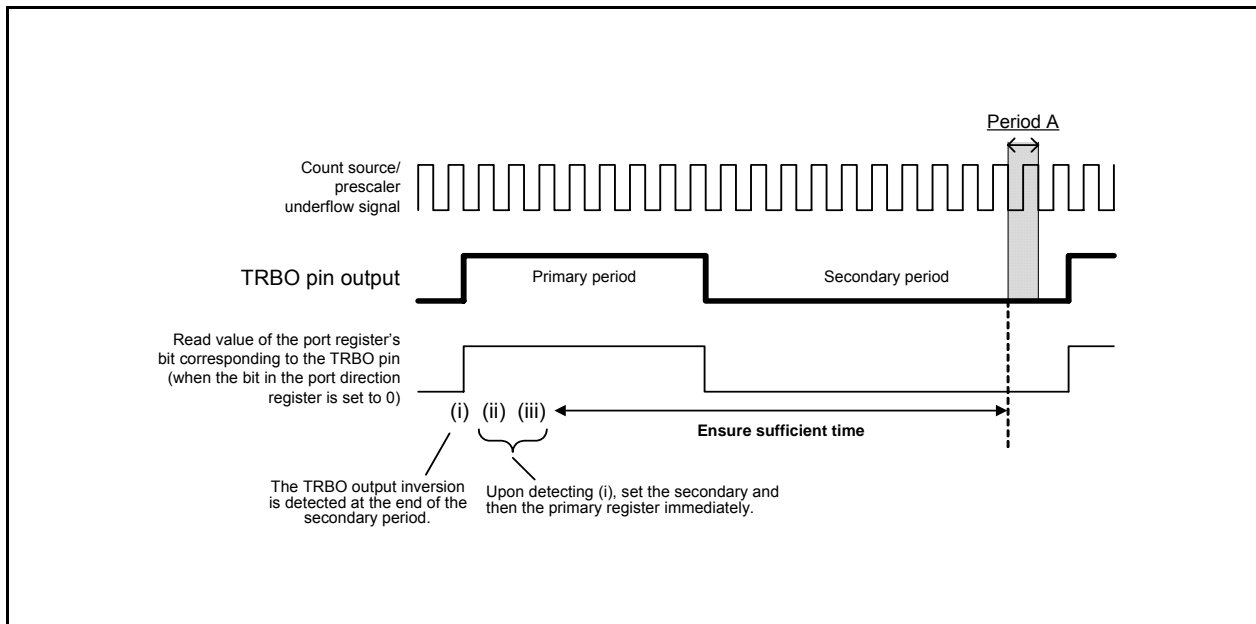 Period A
Count source/
prescaler
underflow signal
TRBO pin output
Primary period
Secondary period
Read value of the port register's
bit corresponding to the TRBO pin
(when the bit in the port direction
register is set to 0)
(i) (ii) (iii)
Ensure sufficient time
The TRBO output inversion
is detected at the end of the
secondary period.
Upon detecting (i), set the secondary and
then the primary register immediately.